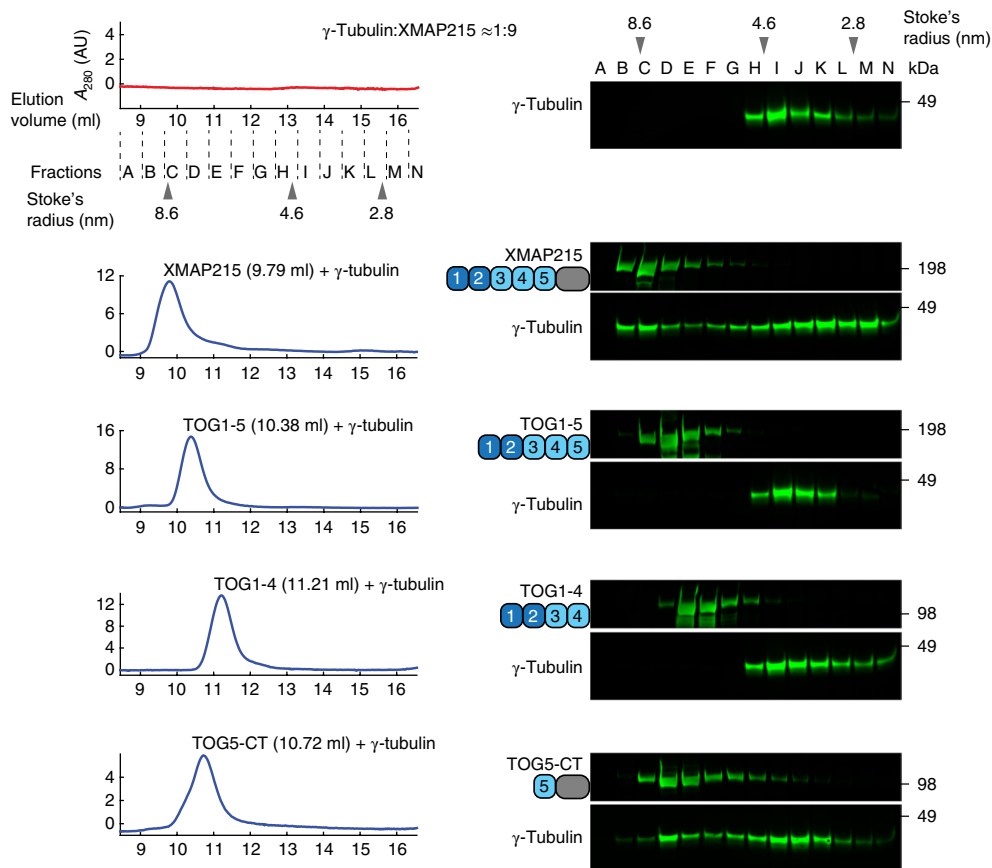 γ-Tubulin:XMAP215 ≈1:9
A280 (AU)
4
2
0
Elution volume (ml)
9 10 11 12 13 14 15 16
Fractions A B C D E F G H I J K L M N
Stoke's radius (nm)
8.6 4.6 2.8
8.6 4.6 2.8 Stoke's radius (nm)
A B C D E F G H I J K L M N kDa
γ-Tubulin 49
XMAP215 (9.79 ml) + γ-tubulin
12
6
0
9 10 11 12 13 14 15 16
XMAP215
1 2 3 4 5
198
49
γ-Tubulin
TOG1-5 (10.38 ml) + γ-tubulin
16
8
0
9 10 11 12 13 14 15 16
TOG1-5
1 2 3 4 5
198
49
γ-Tubulin
TOG1-4 (11.21 ml) + γ-tubulin
12
8
4
0
9 10 11 12 13 14 15 16
TOG1-4
1 2 3 4
98
49
γ-Tubulin
TOG5-CT (10.72 ml) + γ-tubulin
4
2
0
9 10 11 12 13 14 15 16
TOG5-CT
5
98
49
γ-Tubulin